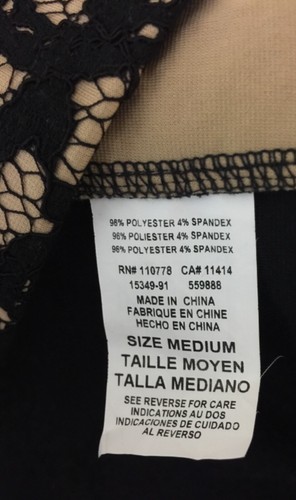 96% POLYESTER 4% SPANDEX
96% POLIESTER 4% SPANDEX
96% POLYESTER 4% SPANDEX
RN# 110778 CA# 11414
15349-91 559888
MADE IN CHINA
FABRIQUE EN CHINE
HECHO EN CHINA
SIZE MEDIUM
TAILLE MOYEN
TALLA MEDIANO
SEE REVERSE FOR CARE
INDICATIONS AU DOS
INDICACIONES DE CUIDADO
AL REVERSO